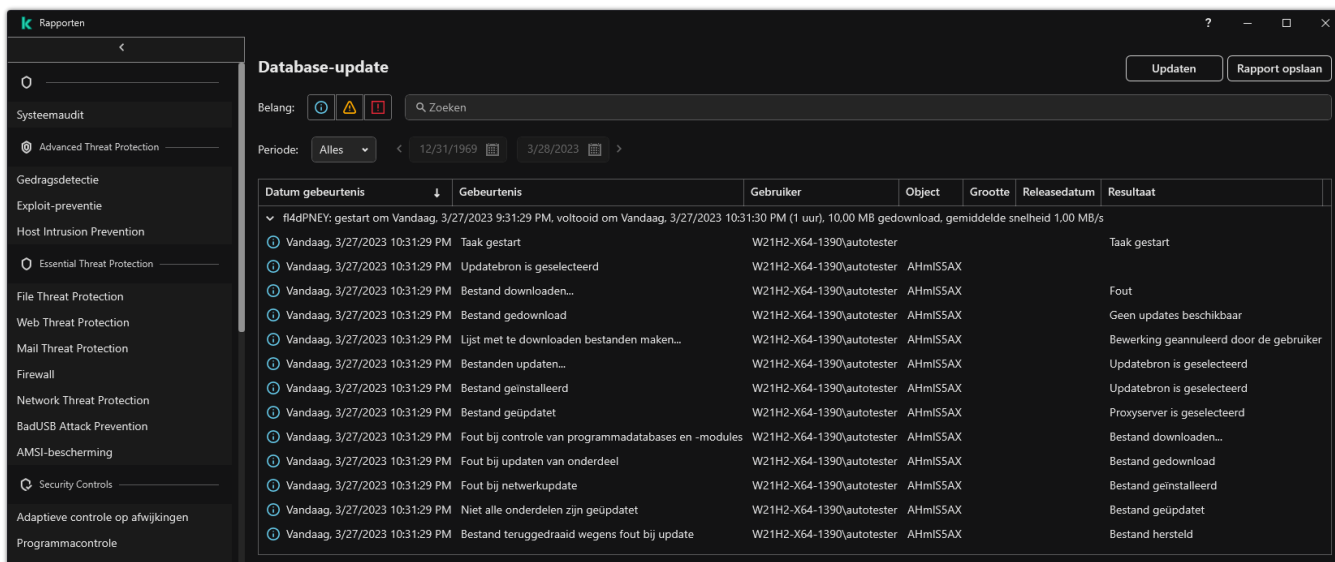 Rapporten
?
Systeemaudit
Advanced Threat Protection
Gedragsdetectie
Exploit-preventie
Host Intrusion Prevention
Essential Threat Protection
File Threat Protection
Web Threat Protection
Mail Threat Protection
Firewall
Network Threat Protection
BadUSB Attack Prevention
AMSI-bescherming
Security Controls
Adaptieve controle op afwijkingen
Programmacontrole
Database-update
Updaten Rapport opslaan
Belang: Zoeken
Periode: Alles < 12/31/1969 3/28/2023 >
Datum gebeurtenis ↓ Gebeurtenis Gebruiker Object Grootte Releasedatum Resultaat
fl4dPNEY: gestart om Vandaag, 3/27/2023 9:31:29 PM, voltooid om Vandaag, 3/27/2023 10:31:30 PM (1 uur), 10,00 MB gedownload, gemiddelde snelheid 1,00 MB/s
Vandaag, 3/27/2023 10:31:29 PM Taak gestart W21H2-X64-1390\autotester Taak gestart
Vandaag, 3/27/2023 10:31:29 PM Updatebron is geselecteerd W21H2-X64-1390\autotester AHmIS5AX
Vandaag, 3/27/2023 10:31:29 PM Bestand downloaden... W21H2-X64-1390\autotester AHmIS5AX Fout
Vandaag, 3/27/2023 10:31:29 PM Bestand gedownload W21H2-X64-1390\autotester AHmIS5AX Geen updates beschikbaar
Vandaag, 3/27/2023 10:31:29 PM Lijst met te downloaden bestanden maken... W21H2-X64-1390\autotester AHmIS5AX Bewerking geannuleerd door de gebruiker
Vandaag, 3/27/2023 10:31:29 PM Bestanden updaten... W21H2-X64-1390\autotester AHmIS5AX Updatebron is geselecteerd
Vandaag, 3/27/2023 10:31:29 PM Bestand geïnstalleerd W21H2-X64-1390\autotester AHmIS5AX Updatebron is geselecteerd
Vandaag, 3/27/2023 10:31:29 PM Bestand geüpdatet W21H2-X64-1390\autotester AHmIS5AX Proxyserver is geselecteerd
Vandaag, 3/27/2023 10:31:29 PM Fout bij controle van programmadatabases en -modules W21H2-X64-1390\autotester AHmIS5AX Bestand downloaden...
Vandaag, 3/27/2023 10:31:29 PM Fout bij updaten van onderdeel W21H2-X64-1390\autotester AHmIS5AX Bestand gedownload
Vandaag, 3/27/2023 10:31:29 PM Fout bij netwerkupdate W21H2-X64-1390\autotester AHmIS5AX Bestand geïnstalleerd
Vandaag, 3/27/2023 10:31:29 PM Niet alle onderdelen zijn geüpdatet W21H2-X64-1390\autotester AHmIS5AX Bestand geüpdatet
Vandaag, 3/27/2023 10:31:29 PM Bestand teruggedraaid wegens fout bij update W21H2-X64-1390\autotester AHmIS5AX Bestand hersteld